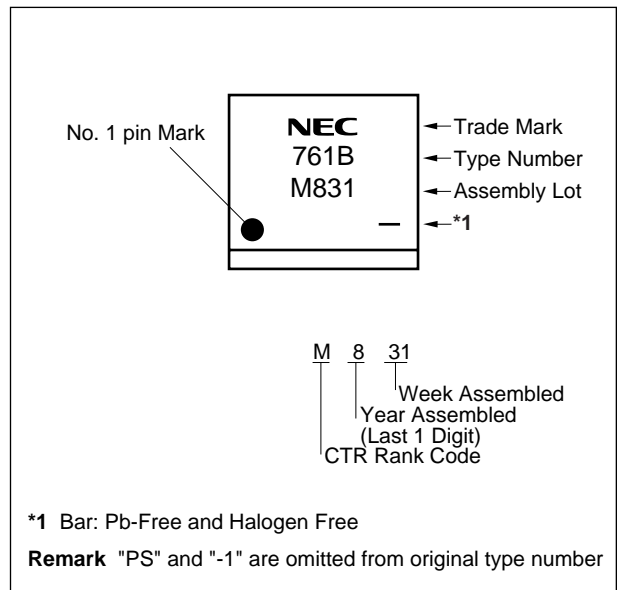 No. 1 pin Mark
NEC
761B
M831
Trade Mark
Type Number
Assembly Lot
*1
M 8 31
Week Assembled
Year Assembled
(Last 1 Digit)
CTR Rank Code
*1 Bar: Pb-Free and Halogen Free
Remark "PS" and "-1" are omitted from original type number